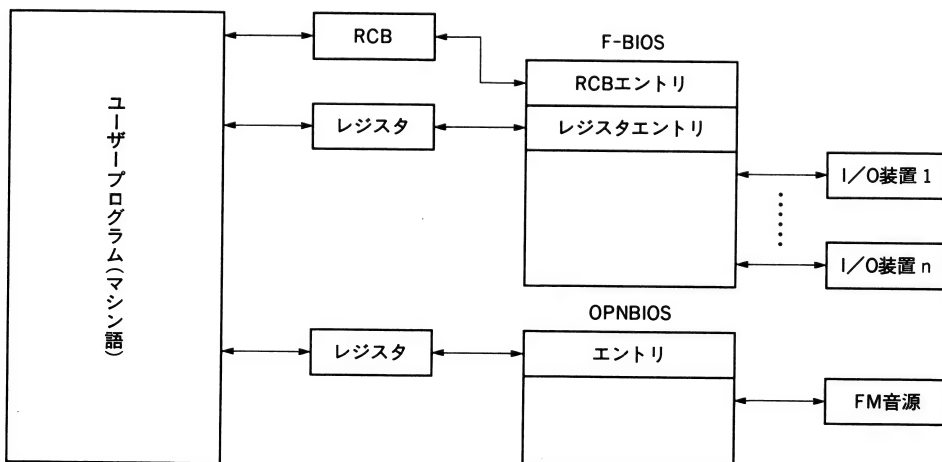 ユーザープログラム(マシン語)
RCB
F-BIOS
RCBエントリ
レジスタ
レジスタエントリ
I/O装置 1
I/O装置 n
OPNBIOS
レジスタ
エントリ
FM音源